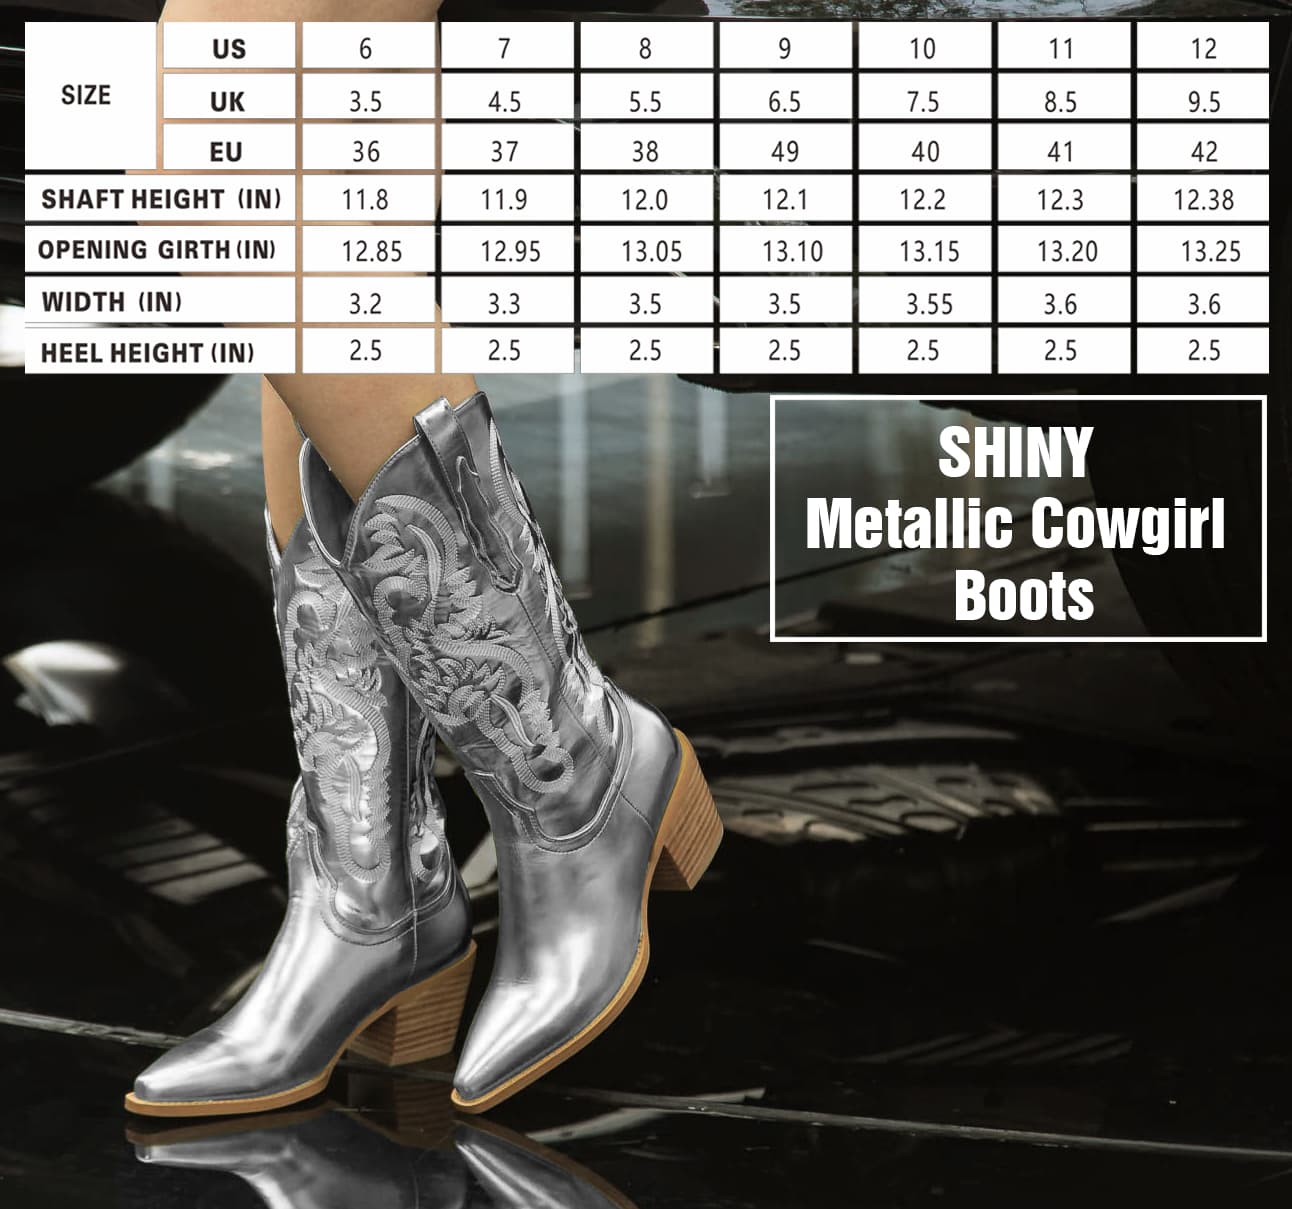 SIZE US 6 7 8 9 10 11 12
UK 3.5 4.5 5.5 6.5 7.5 8.5 9.5
EU 36 37 38 49 40 41 42
SHAFT HEIGHT (IN) 11.8 11.9 12.0 12.1 12.2 12.3 12.38
OPENING GIRTH (IN) 12.85 12.95 13.05 13.10 13.15 13.20 13.25
WIDTH (IN) 3.2 3.3 3.5 3.5 3.55 3.6 3.6
HEEL HEIGHT (IN) 2.5 2.5 2.5 2.5 2.5 2.5 2.5
SHINY
Metallic Cowgirl
Boots